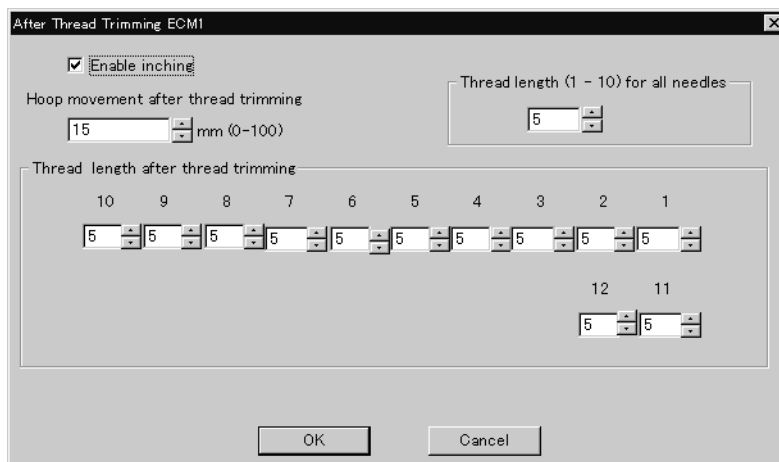 After Thread Trimming ECM1
Enable inching
Thread length (1 - 10) for all needles
Hoop movement after thread trimming
5
15 mm (0-100)
Thread length after thread trimming
10 9 8 7 6 5 4 3 2 1
5 5 5 5 5 5 5 5 5 5
12 11
5 5
OK Cancel